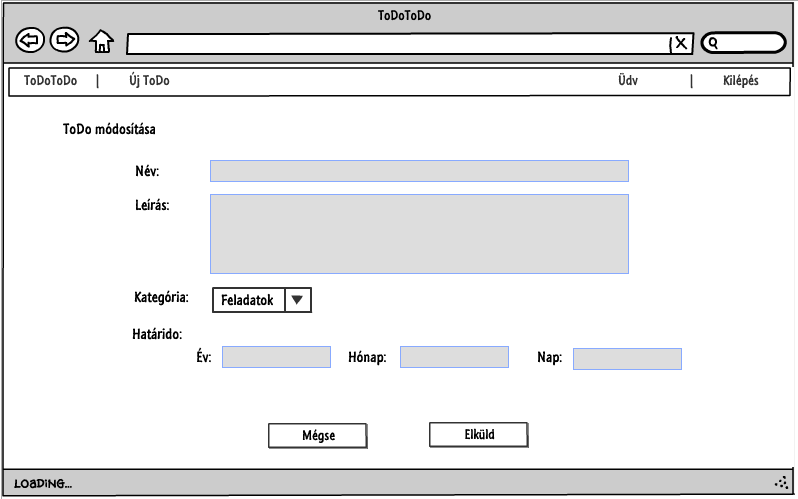 ToDoToDo
X
ToDoToDo | Új ToDo Üdv | Kilépés
ToDo módosítása
Név:
Leírás:
Kategória: Feladatok
Határido:
Év: Hónap: Nap:
Mégse Elküld
LOADING...